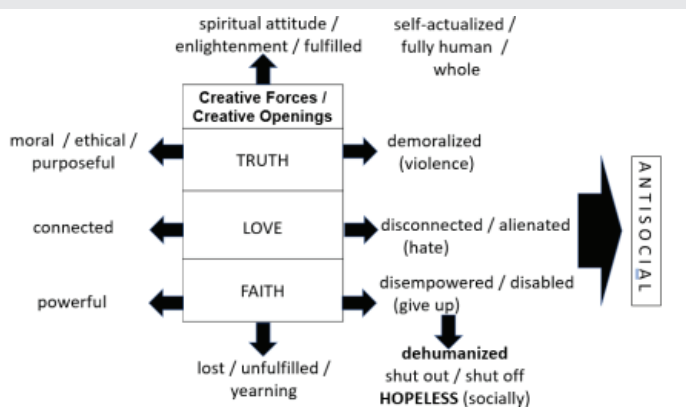 spiritual attitude /
enlightenment / fulfilled
self-actualized /
fully human /
whole
Creative Forces /
Creative Openings
moral / ethical /
purposeful
TRUTH
demoralized
(violence)
connected
LOVE
disconnected / alienated
(hate)
powerful
FAITH
disempowered / disabled
(give up)
ANTISOCIAL
lost / unfulfilled /
yearning
dehumanized
shut out / shut off
HOPELESS (socially)